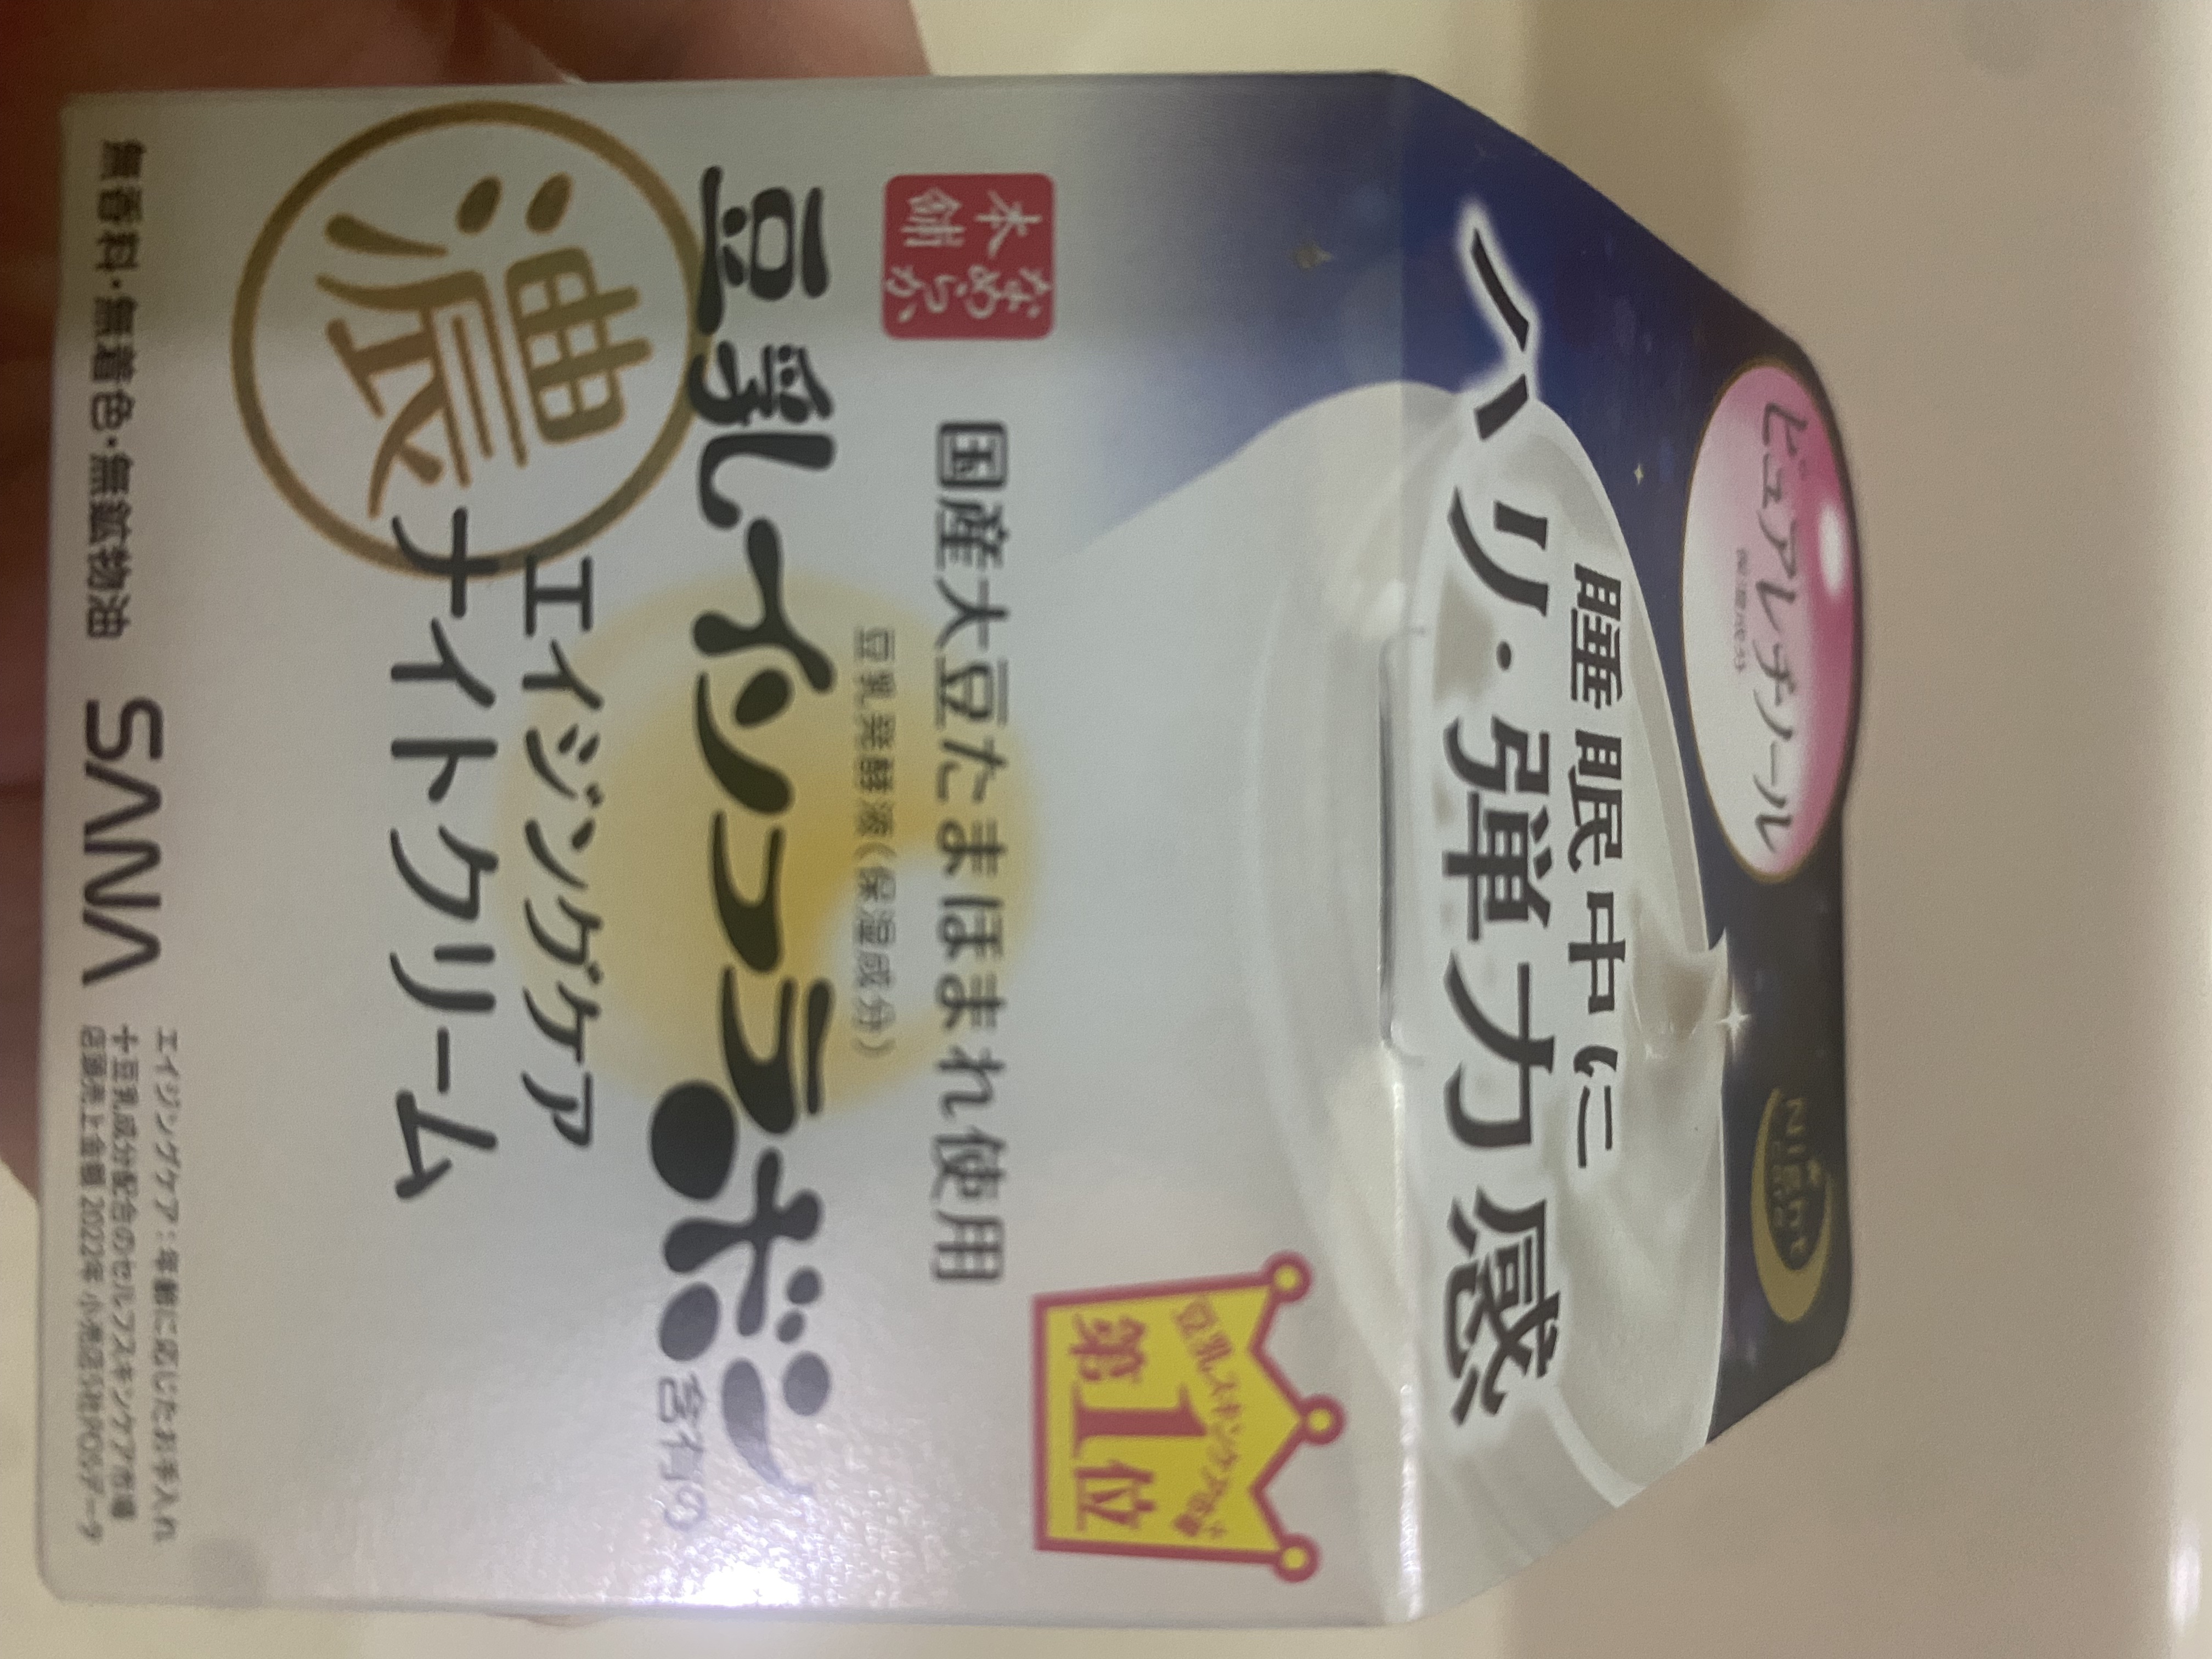 ピュアレチノール
保湿成分
Night
care
睡眠中に
ハリ・弾力感
なめらか
本舗
国産大豆たまほまれ使用
豆乳発酵液(保湿成分)
豆乳イソフラボン
含有の
豆乳スキンケア市場
第1位
濃
エイジングケア
ナイトクリーム
無香料・無着色・無鉱物油
SANA
エイジングケア:年齢に応じたお手入れ
豆乳成分配合のセルフスキンケア市場
店頭売上金額 2022年 小売店5社POSデータ